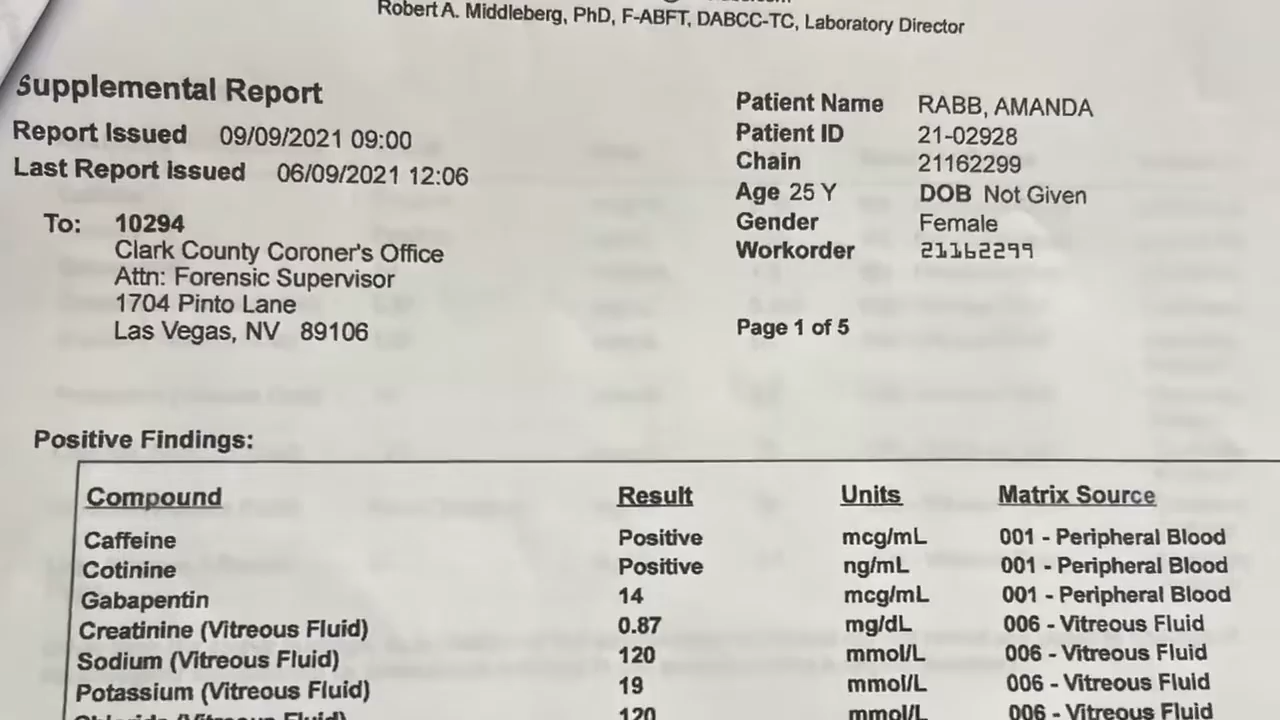 Robert A. Middleberg, PhD, F-ABFT, DABCC-TC, Laboratory Director
Supplemental Report
Report Issued 09/09/2021 09:00
Last Report Issued 06/09/2021 12:06
To: 10294
Clark County Coroner's Office
Attn: Forensic Supervisor
1704 Pinto Lane
Las Vegas, NV 89106
Patient Name RABB, AMANDA
Patient ID 21-02928
Chain 21162299
Age 25 Y DOB Not Given
Gender Female
Workorder 21162299
Page 1 of 5
Positive Findings:
Compound Result Units Matrix Source
Caffeine Positive mcg/mL 001 - Peripheral Blood
Cotinine Positive ng/mL 001 - Peripheral Blood
Gabapentin 14 mcg/mL 001 - Peripheral Blood
Creatinine (Vitreous Fluid) 0.87 mg/dL 006 - Vitreous Fluid
Sodium (Vitreous Fluid) 120 mmol/L 006 - Vitreous Fluid
Potassium (Vitreous Fluid) 19 mmol/L 006 - Vitreous Fluid
Chloride (Vitreous Fluid) 120 mmol/L 006 - Vitreous Fluid